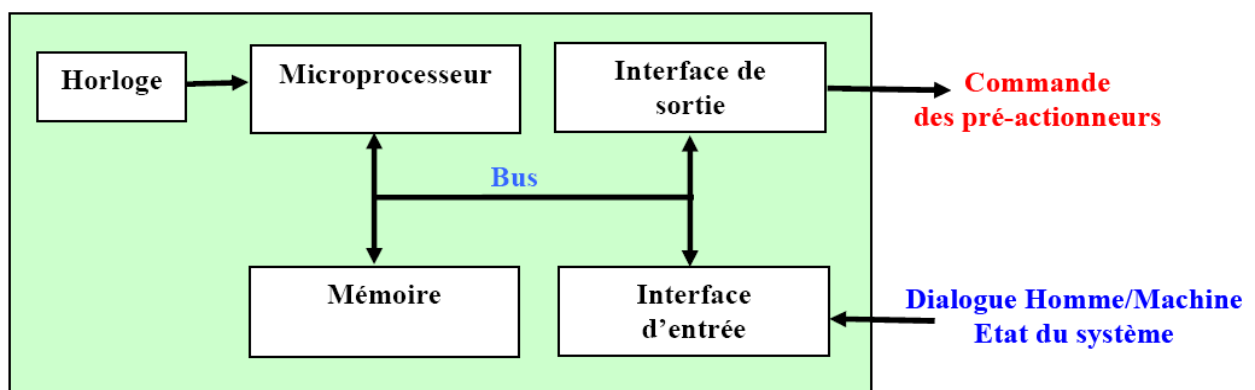 Horloge
Microprocesseur
Interface de
sortie
Commande
des pré-actionneurs
Bus
Mémoire
Interface
d’entrée
Dialogue Homme/Machine
Etat du système